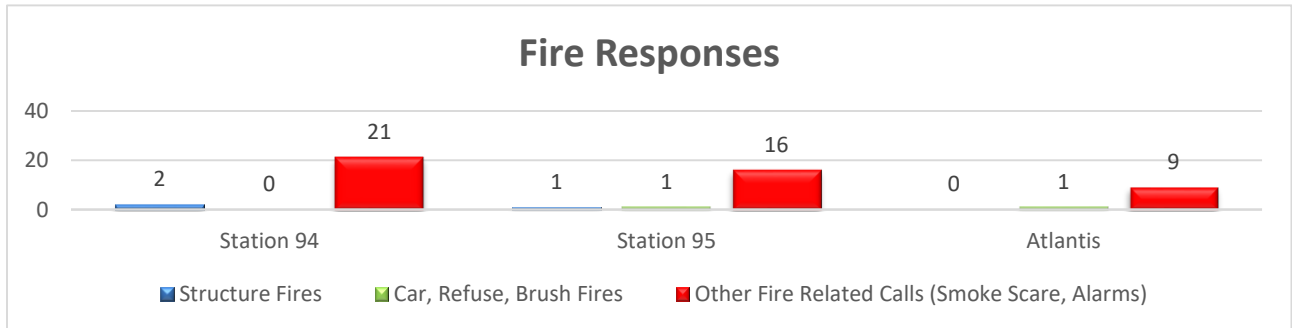 Fire Responses
40
20
0
2
0
21
1
1
16
0
1
9
Station 94
Station 95
Atlantis
Structure Fires
Car, Refuse, Brush Fires
Other Fire Related Calls (Smoke Scare, Alarms)